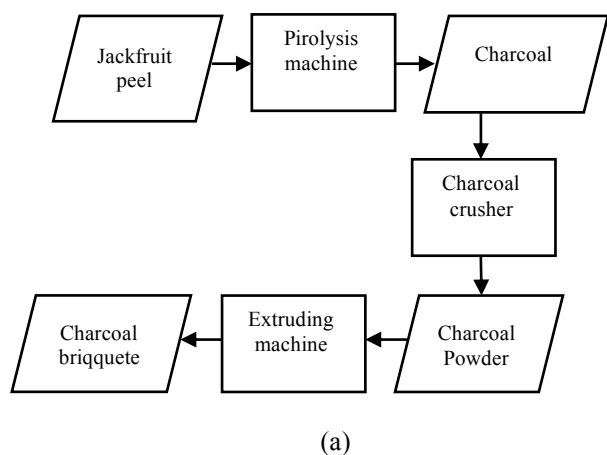 Jackfruit
peel
Pirolysis
machine
Charcoal
Charcoal
crusher
Charcoal
Powder
Extruding
machine
Charcoal
briqquete
(a)